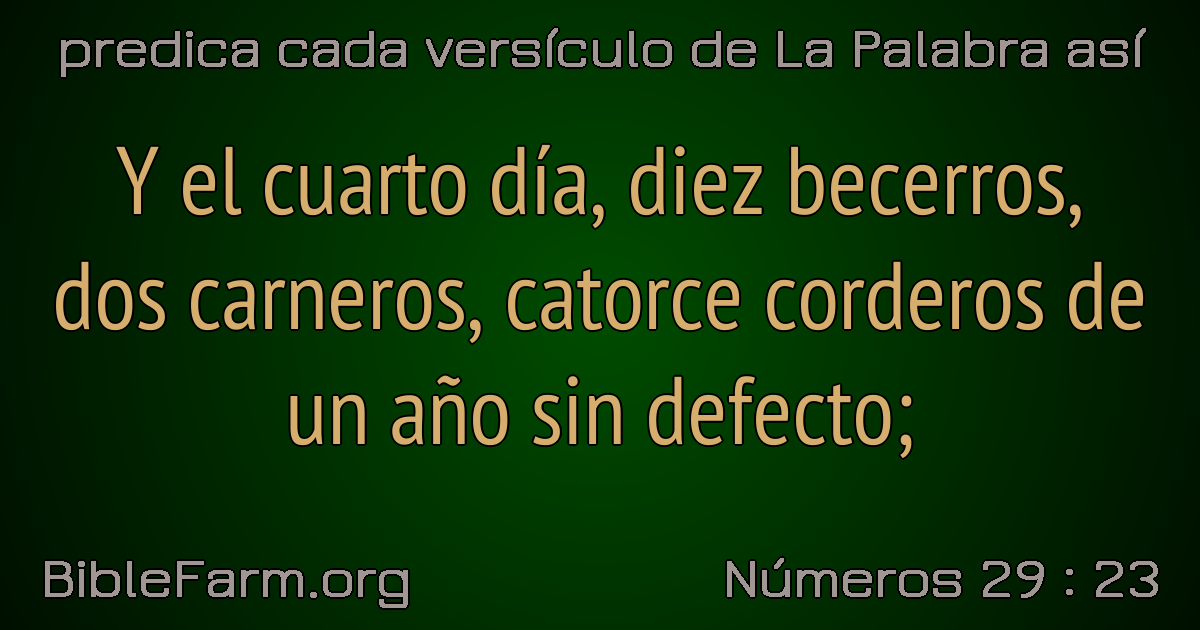 predica cada versículo de La Palabra así
Y el cuarto día, diez becerros,
dos carneros, catorce corderos de
un año sin defecto;
BibleFarm.org
Números 29 : 23